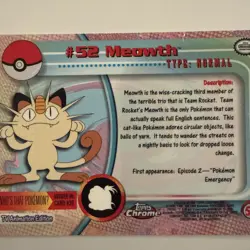 #52 Meowth
TYPE: NORMAL
Description:
Meowth is the wise-cracking third member of
the terrible trio that is Team Rocket. Team
Rocket's Meowth is the only Pokémon that can
actually speak full English sentences. This
cat-like Pokémon adores circular objects, like
balls of yarn. It tends to wander the streets on
a nightly basis to look for dropped loose
change.
First appearance: Episode 2—"Pokémon
Emergency"
WHO'S THAT POKÉMON?
TV Animation Edition
Topps
Chrome